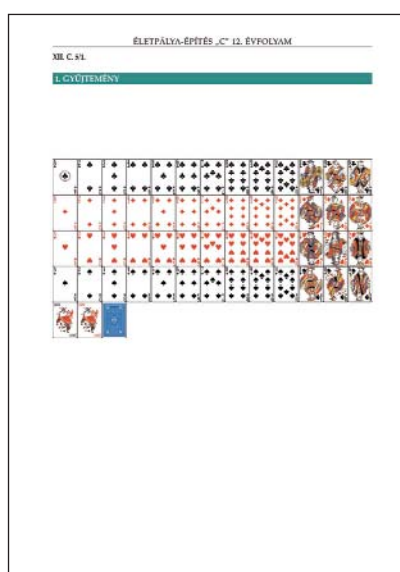 ÉLETPÁLYA-ÉPÍTÉS „C” 12. ÉVFOLYAM
XII. C. 5/1.
1. GYŰJTEMÉNY